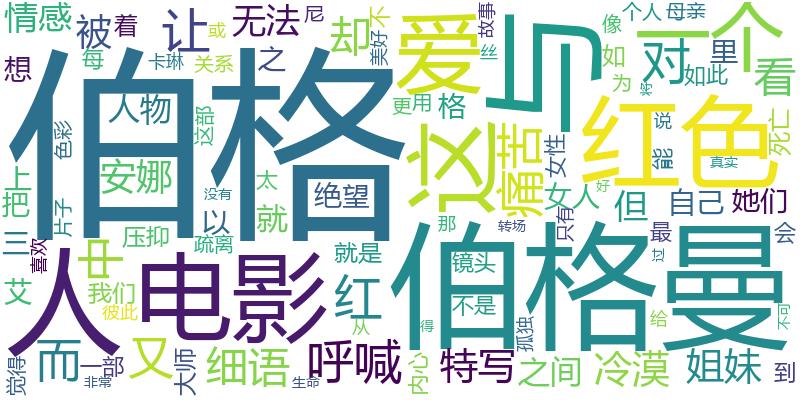 情感
被
着
让
无法
尼
却
不
美好
爱
与
故事
丝
一个
个人
母亲
像
如
为
对
里
如此
看
想
每
卡琳
关系
或
之
伯格
更
用
格
这
红色
将
说
能
死亡
人物
色彩
这部
上
把
片子
安娜
没有
以
太
就
绝望
痛苦
女性
女人
只有
好
真实
但
自己
她们
三
喜欢
中
压抑
疏离
就是
那
转场
最
过
会
艾
我们
彼此
人
电影
红
伯格曼
镜头
不是
给
不可
觉得
而
一部
非常
又
大师
细语
生命
从
呼喊
得
内心
特写
孤独
之间
冷漠
姐妹
到